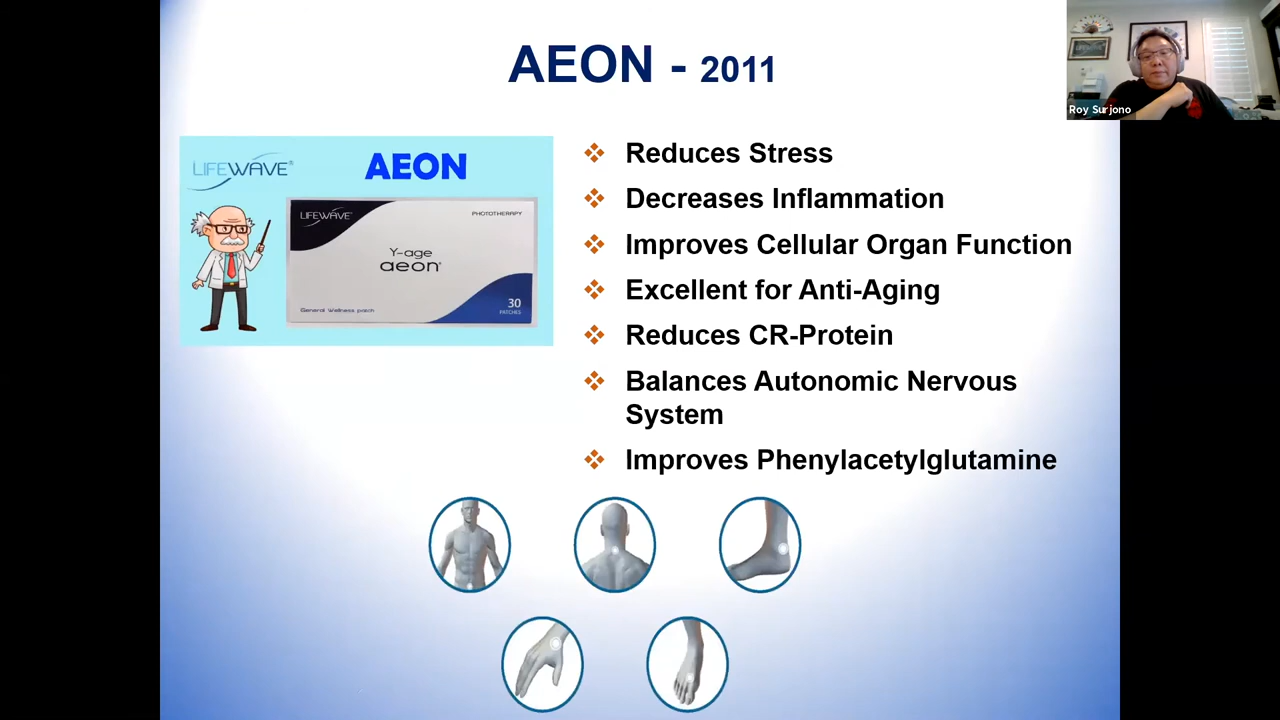 AEON - 2011
Roy Surjono
LIFEWAVE®
AEON
LIFEWAVE®
PHOTOTHERAPY
Y-age
aeon®
General Wellness patch
30
PATCHES
Reduces Stress
Decreases Inflammation
Improves Cellular Organ Function
Excellent for Anti-Aging
Reduces CR-Protein
Balances Autonomic Nervous
System
Improves Phenylacetylglutamine